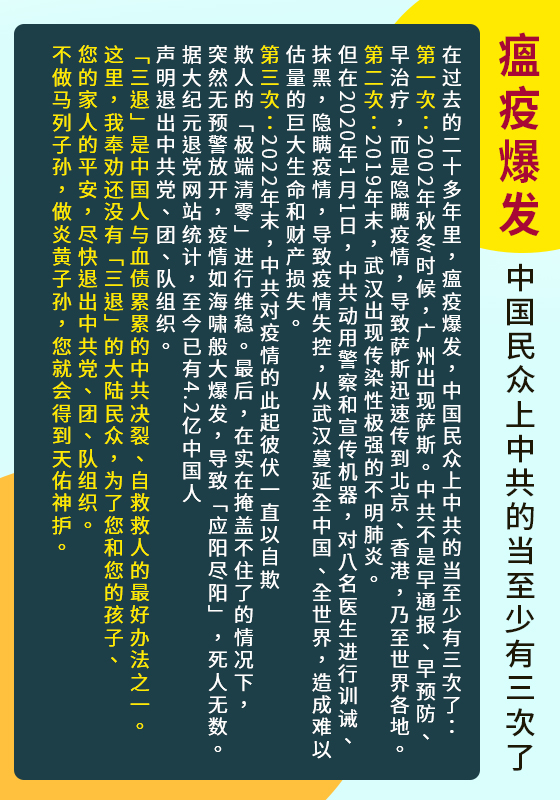 瘟疫爆发
中国民众上中共的当至少有三次了
在过去的二十多年里，瘟疫爆发，中国民众上中共的当至少有三次了：
第一次：2002年秋冬时候，广州出现萨斯。中共不是早通报、早预防、
早治疗，而是隐瞒疫情，导致萨斯迅速传到北京、香港，乃至世界各地。
第二次：2019年末，武汉出现传染性极强的不明肺炎。
但在2020年1月1日，中共动用警察和宣传机器，对八名医生进行训诫、
抹黑，隐瞒疫情，导致疫情失控，从武汉蔓延全中国、全世界，造成难以
估量的巨大生命和财产损失。
第三次：2022年末，中共对疫情的此起彼伏一直以自欺
欺人的「极端清零」进行维稳。最后，在实在掩盖不住了的情况下，
突然无预警放开，疫情如海啸般大爆发，导致「应阳尽阳」，死人无数。
据大纪元退党网站统计，至今已有4.2亿中国人
声明退出中共党、团、队组织。
「三退」是中国人与血债累累的中共决裂、自救救人的最好办法之一。
这里，我奉劝还没有「三退」的大陆民众，为了您和您的孩子、
您的家人的平安，尽快退出中共党、团、队组织。
不做马列子孙，做炎黄子孙，您就会得到天佑神护。